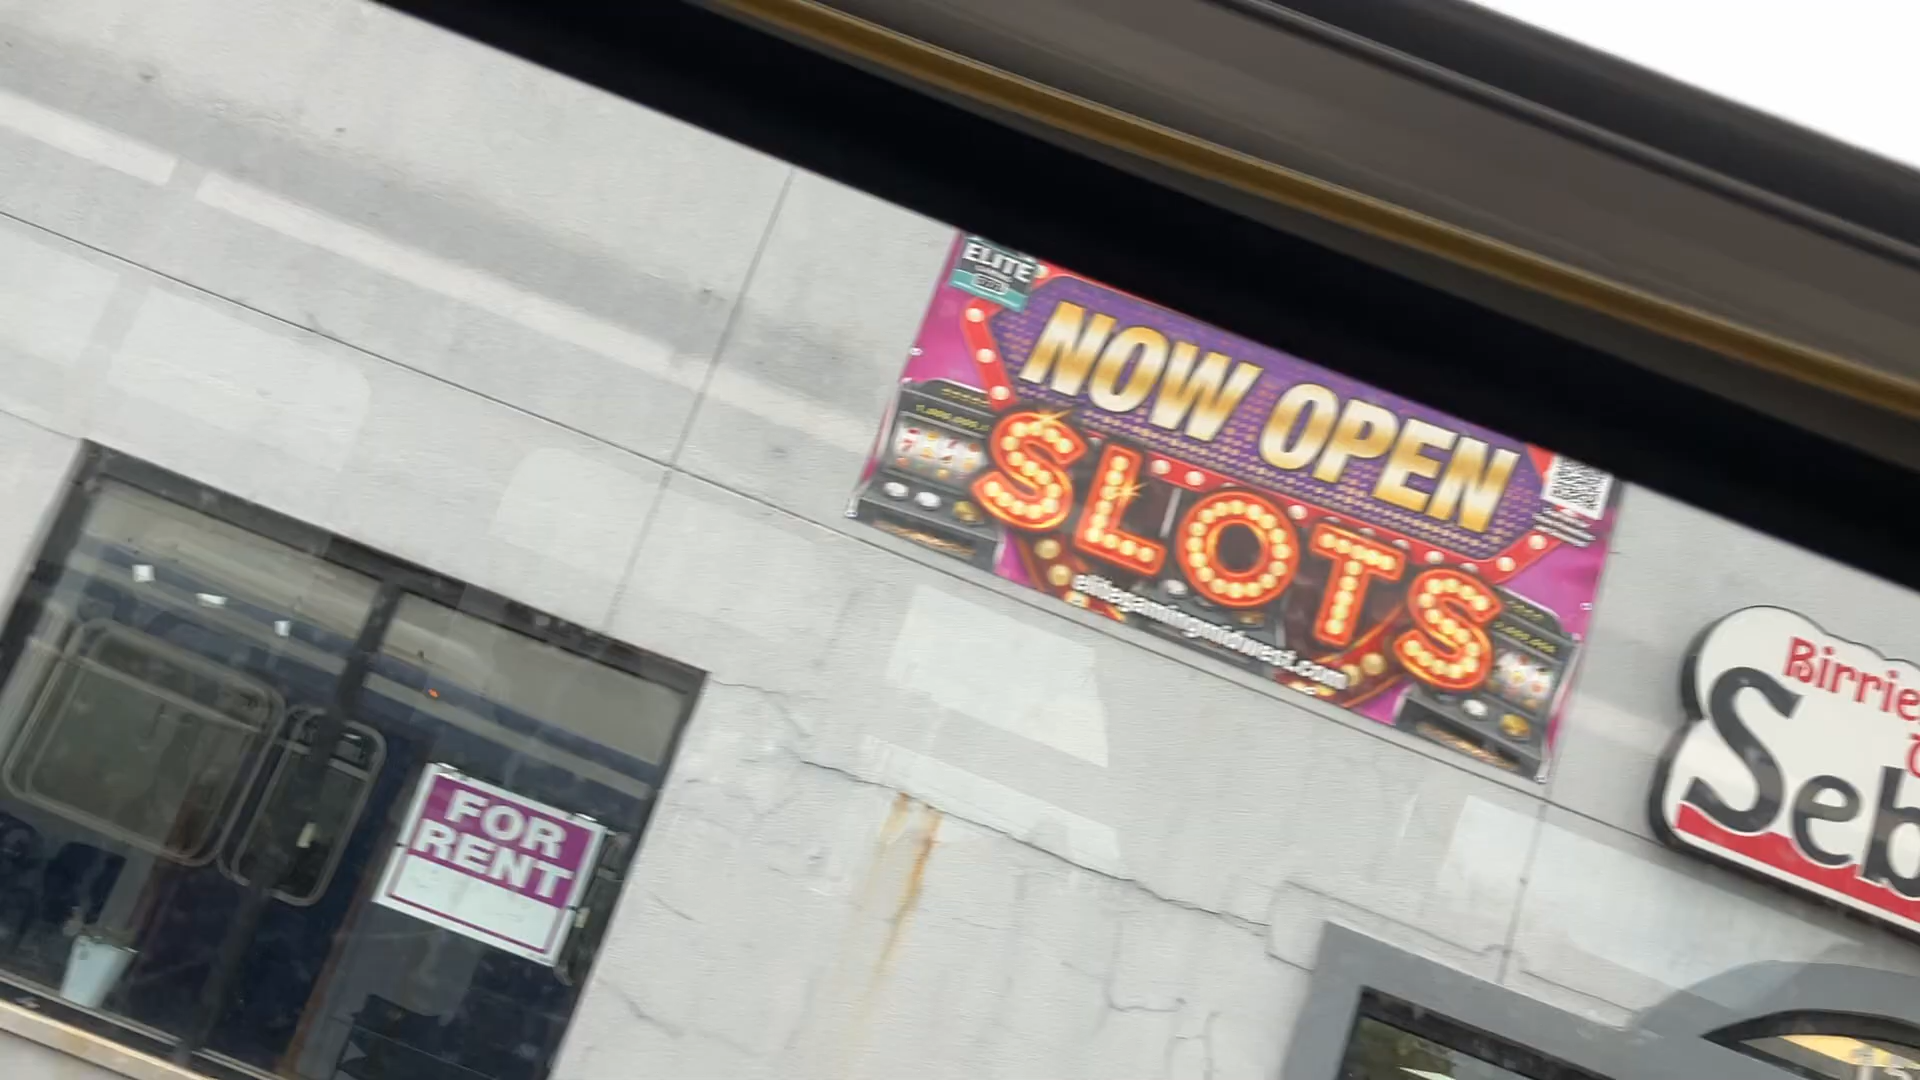 ELITE
NOW OPEN
SLOTS
elitegamingmidwest.com
FOR
RENT
Birrie
Seb